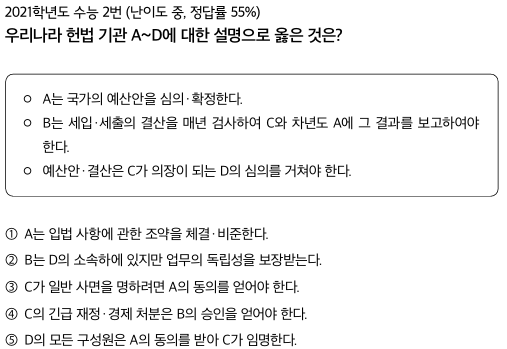 2021학년도 수능 2번 (난이도 중, 정답률 55%)
우리나라 헌법 기관 A~D에 대한 설명으로 옳은 것은?
○ A는 국가의 예산안을 심의·확정한다.
○ B는 세입·세출의 결산을 매년 검사하여 C와 차년도 A에 그 결과를 보고하여야
한다.
○ 예산안·결산은 C가 의장이 되는 D의 심의를 거쳐야 한다.
① A는 입법 사항에 관한 조약을 체결·비준한다.
② B는 D의 소속하에 있지만 업무의 독립성을 보장받는다.
③ C가 일반 사면을 명하려면 A의 동의를 얻어야 한다.
④ C의 긴급 재정·경제 처분은 B의 승인을 얻어야 한다.
⑤ D의 모든 구성원은 A의 동의를 받아 C가 임명한다.